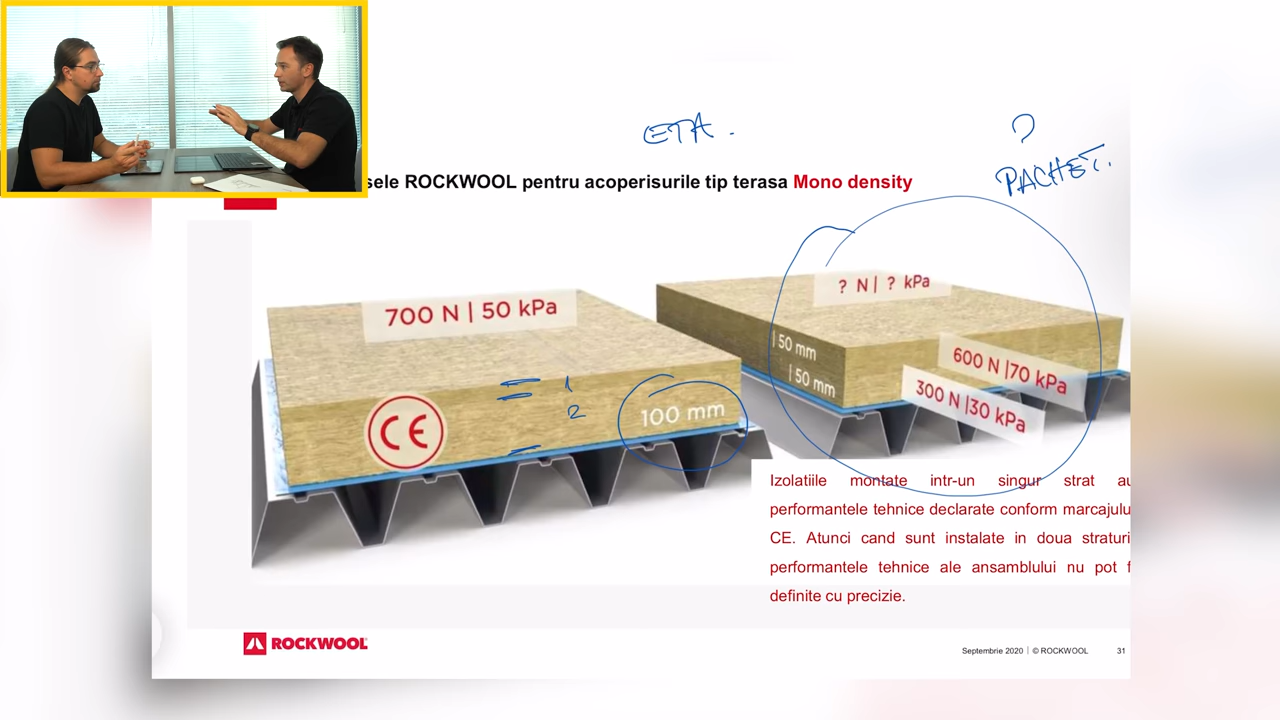 ETA.
?
PACHET.
sele ROCKWOOL pentru acoperisurile tip terasa Mono density
700 N | 50 kPa
? N | ? kPa
1
2
100 mm
CE
50 mm
50 mm
600 N |70 kPa
300 N |30 kPa
Izolatiile montate intr-un singur strat au
performantele tehnice declarate conform marcajulu
CE. Atunci cand sunt instalate in doua straturi
performantele tehnice ale ansamblului nu pot f
definite cu precizie.
ROCKWOOL
Septembrie 2020 | © ROCKWOOL 31